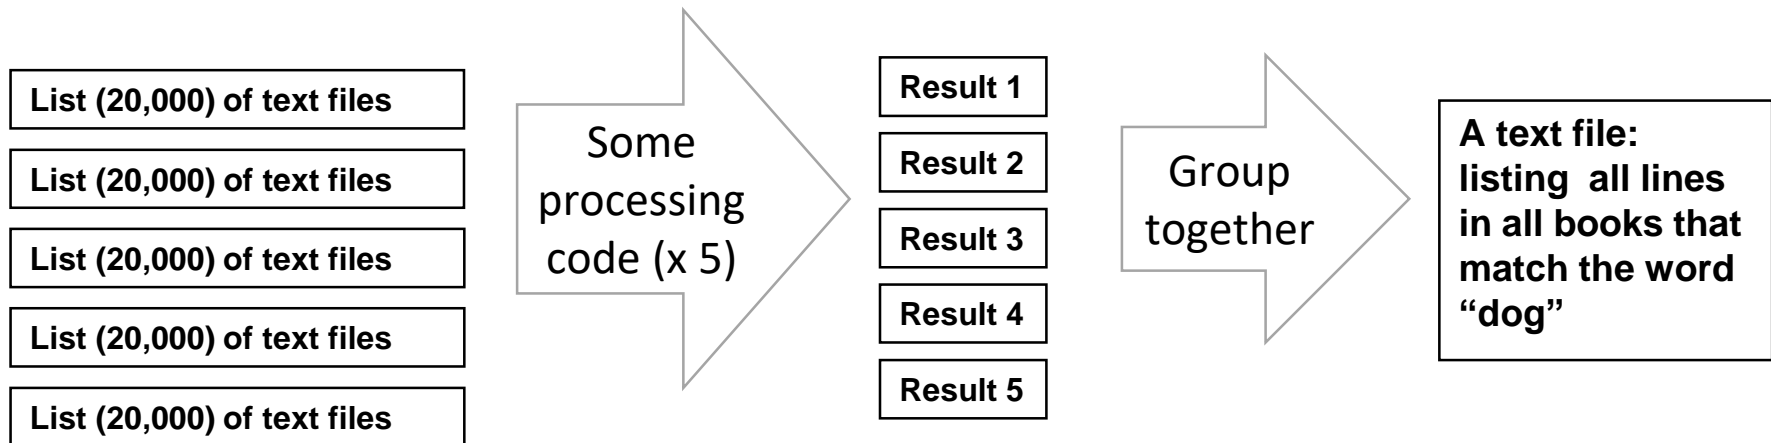 List (20,000) of text files
List (20,000) of text files
List (20,000) of text files
List (20,000) of text files
List (20,000) of text files
Some
processing
code (x 5)
Result 1
Result 2
Result 3
Result 4
Result 5
Group
together
A text file:
listing all lines
in all books that
match the word
“dog”